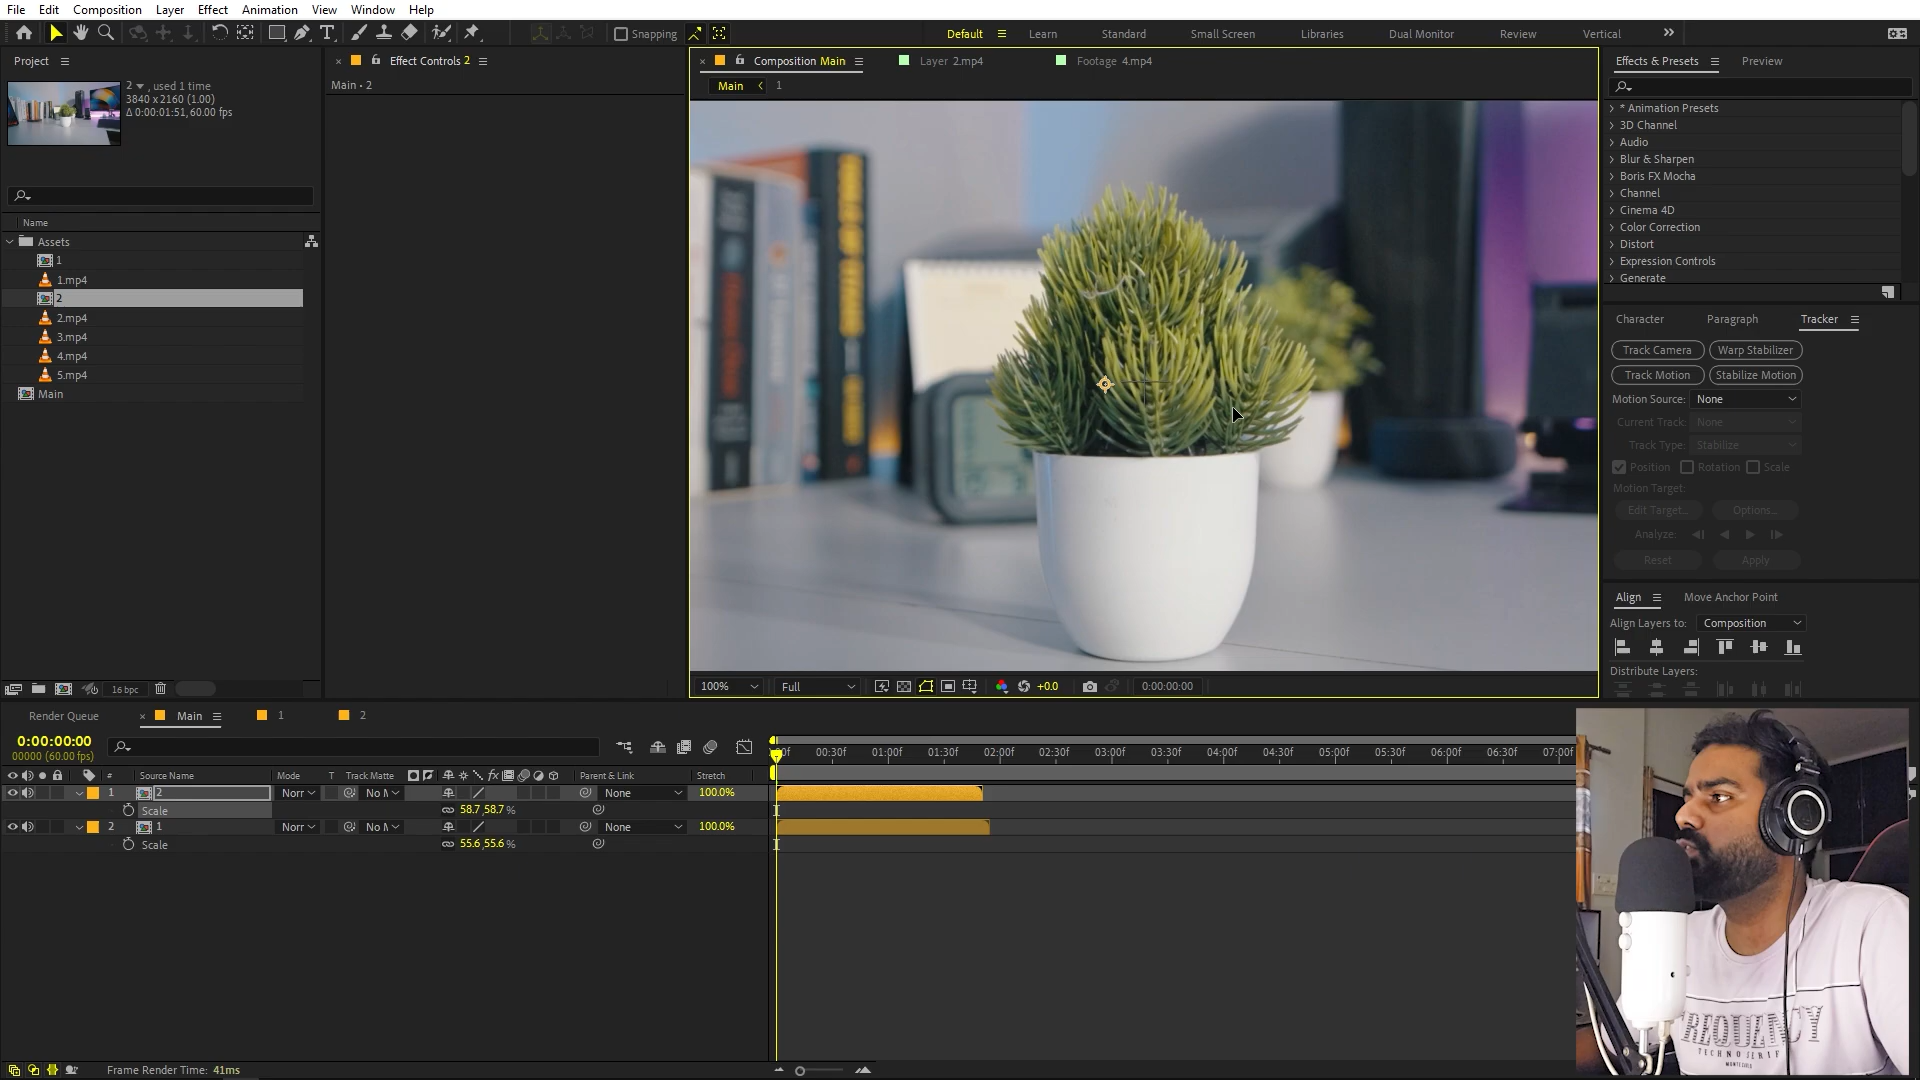 File Edit Composition Layer Effect Animation View Window Help
Snapping
Default Learn Standard Small Screen Libraries Dual Monitor Review Vertical
Project
2 , used 1 time
3840 x 2160 (1.00)
Δ 0:00:01:51, 60.00 fps
Name
Assets
1
1.mp4
2
2.mp4
3.mp4
4.mp4
5.mp4
Main
16 bpc
Effect Controls 2
Main • 2
Composition Main
Layer 2.mp4
Footage 4.mp4
Main 1
100% Full +0.0 0:00:00:00
Effects & Presets Preview
* Animation Presets
3D Channel
Audio
Blur & Sharpen
Boris FX Mocha
Channel
Cinema 4D
Color Correction
Distort
Expression Controls
Generate
Character Paragraph Tracker
Track Camera Warp Stabilizer
Track Motion Stabilize Motion
Motion Source: None
Current Track: None
Track Type: Stabilize
Position Rotation Scale
Motion Target:
Edit Target... Options...
Analyze:
Reset Apply
Align Move Anchor Point
Align Layers to: Composition
Distribute Layers:
Render Queue Main 1 2
0:00:00:00
00000 (60.00 fps)
00f 00:30f 01:00f 01:30f 02:00f 02:30f 03:00f 03:30f 04:00f 04:30f 05:00f 05:30f 06:00f 06:30f 07:00f
# Source Name Mode T Track Matte fx Parent & Link Stretch
1 2 Norr No M None 100.0%
Scale 58.7,58.7 %
2 1 Norr No M None 100.0%
Scale 55.6,55.6 %
Frame Render Time: 41ms
FREQUENCY
TECHNO SERIF